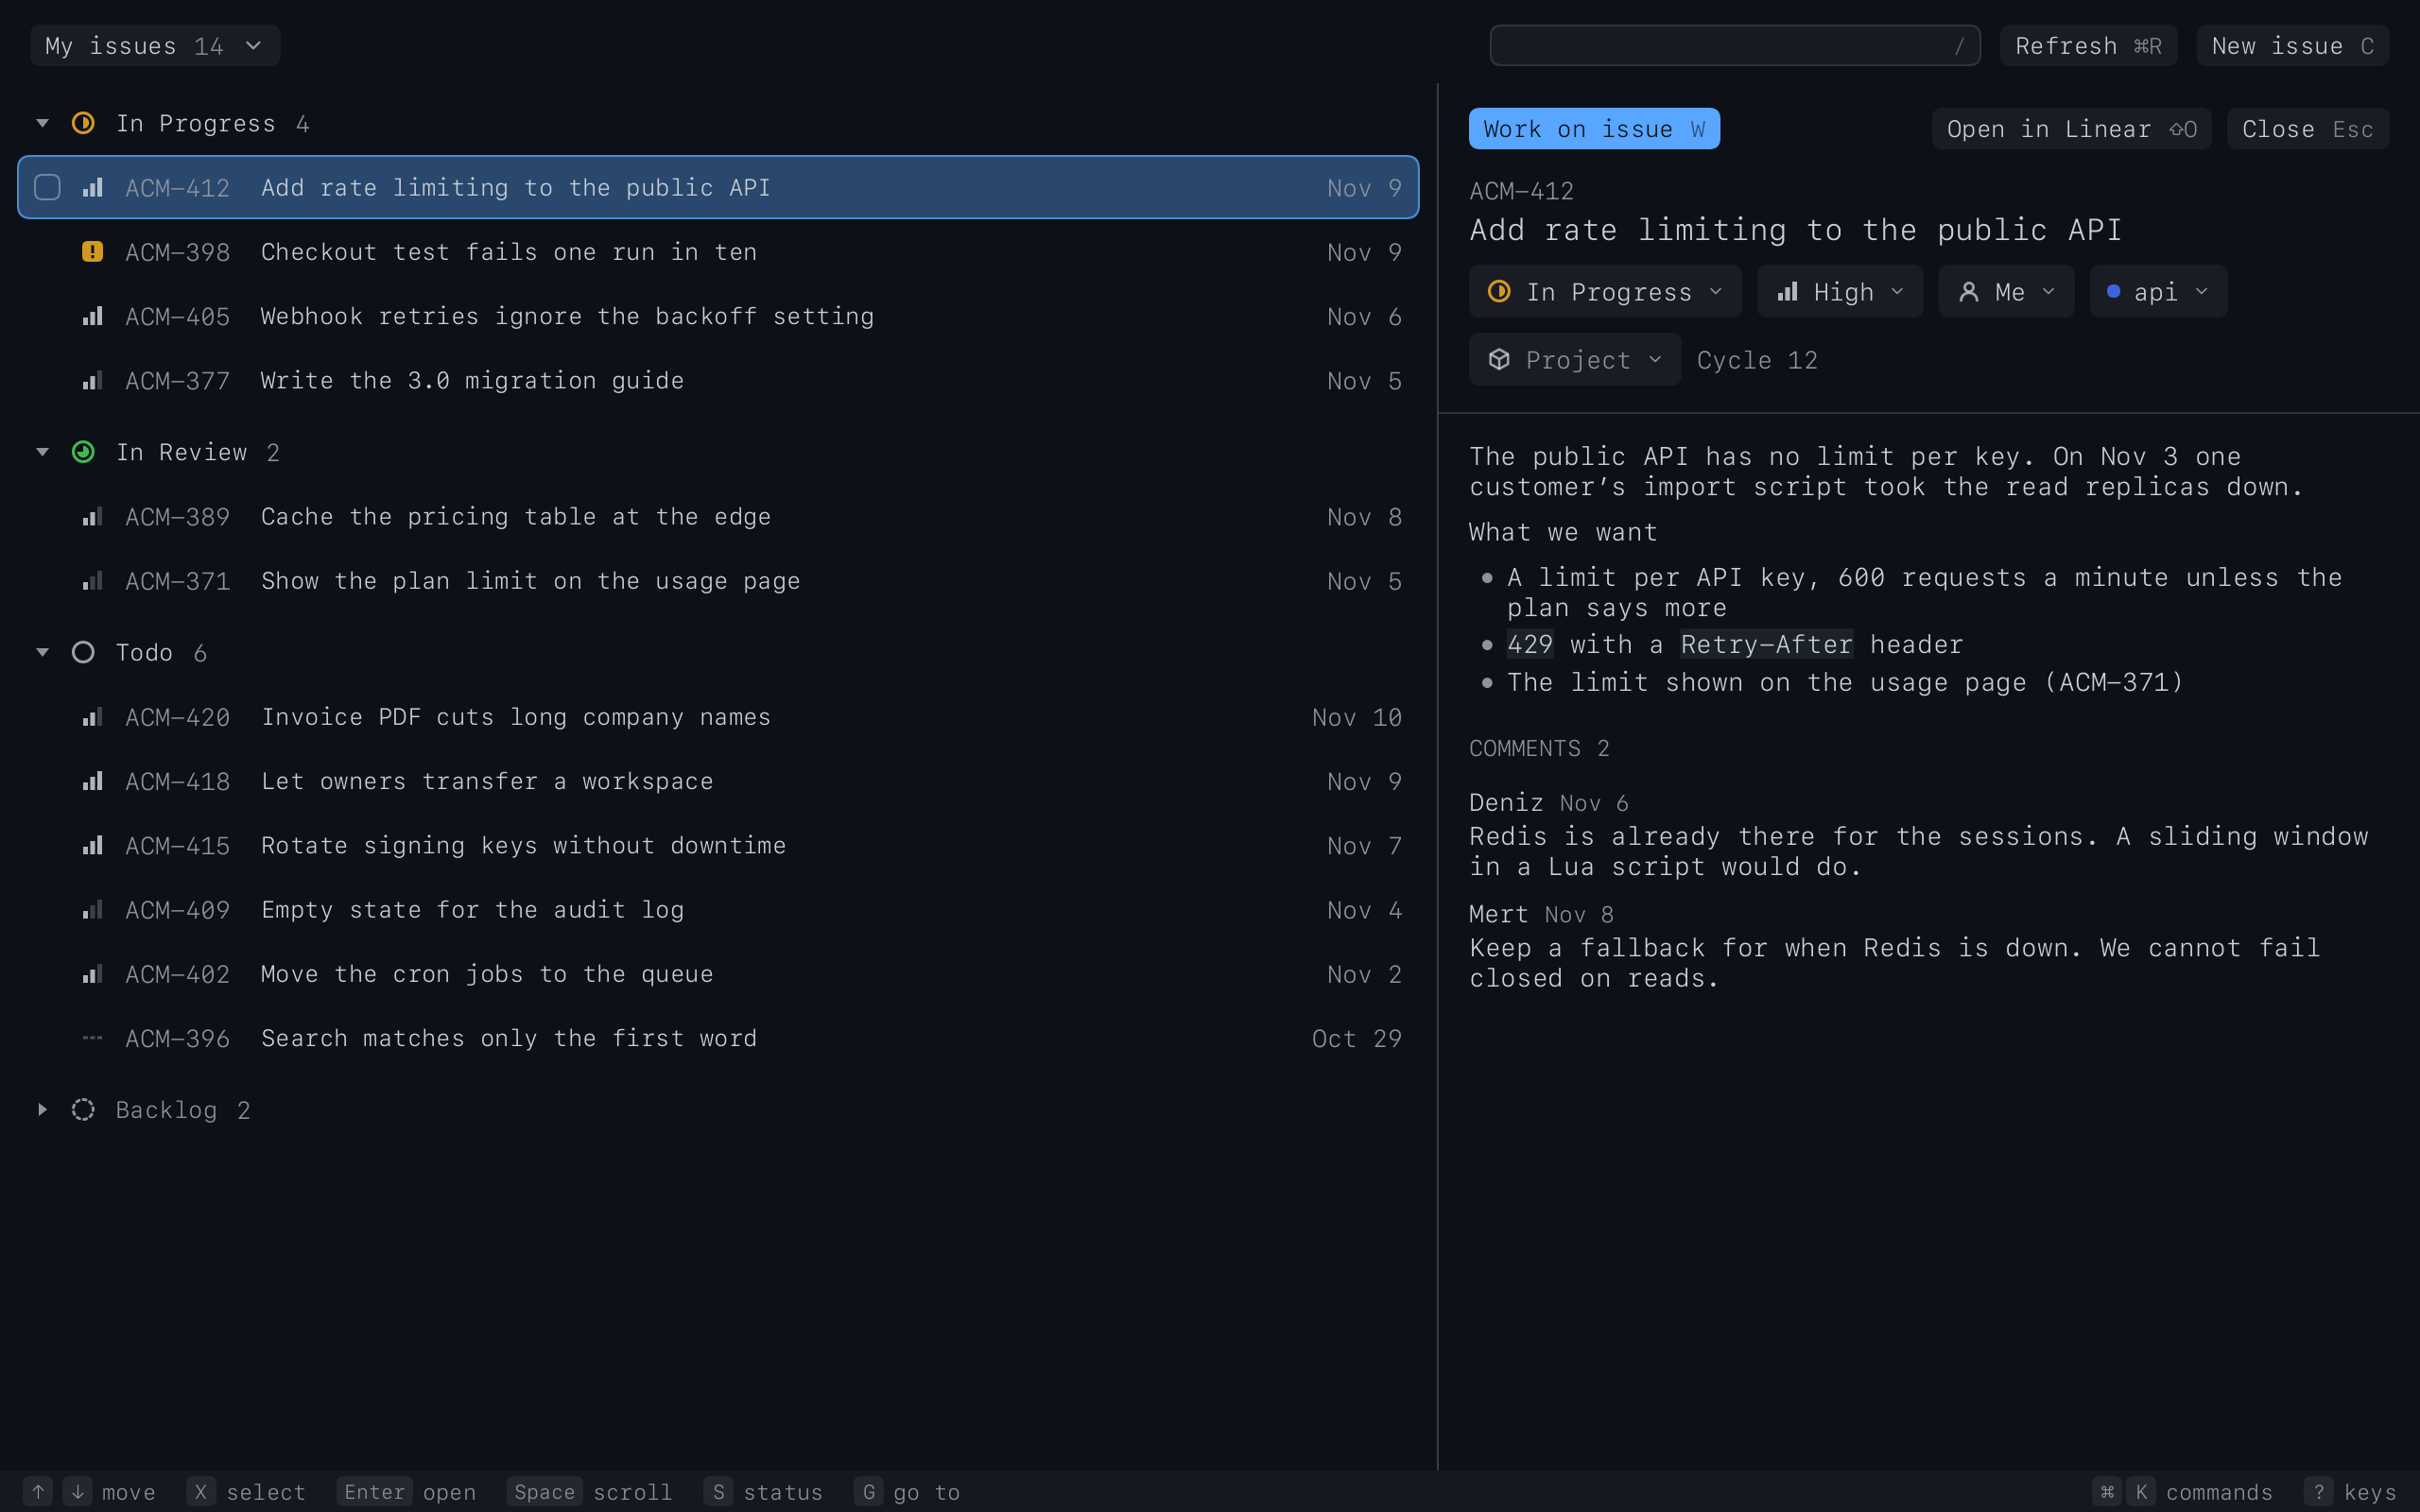 My issues 14
/
Refresh ⌘R
New issue C
In Progress 4
ACM-412 Add rate limiting to the public API Nov 9
ACM-398 Checkout test fails one run in ten Nov 9
ACM-405 Webhook retries ignore the backoff setting Nov 6
ACM-377 Write the 3.0 migration guide Nov 5
In Review 2
ACM-389 Cache the pricing table at the edge Nov 8
ACM-371 Show the plan limit on the usage page Nov 5
Todo 6
ACM-420 Invoice PDF cuts long company names Nov 10
ACM-418 Let owners transfer a workspace Nov 9
ACM-415 Rotate signing keys without downtime Nov 7
ACM-409 Empty state for the audit log Nov 4
ACM-402 Move the cron jobs to the queue Nov 2
ACM-396 Search matches only the first word Oct 29
Backlog 2
Work on issue W
Open in Linear ⇧O
Close Esc
ACM-412
Add rate limiting to the public API
In Progress
High
Me
api
Project
Cycle 12
The public API has no limit per key. On Nov 3 one
customer’s import script took the read replicas down.
What we want
• A limit per API key, 600 requests a minute unless the
plan says more
• 429 with a Retry-After header
• The limit shown on the usage page (ACM-371)
COMMENTS 2
Deniz Nov 6
Redis is already there for the sessions. A sliding window
in a Lua script would do.
Mert Nov 8
Keep a fallback for when Redis is down. We cannot fail
closed on reads.
↑ ↓ move X select Enter open Space scroll S status G go to
⌘ K commands ? keys